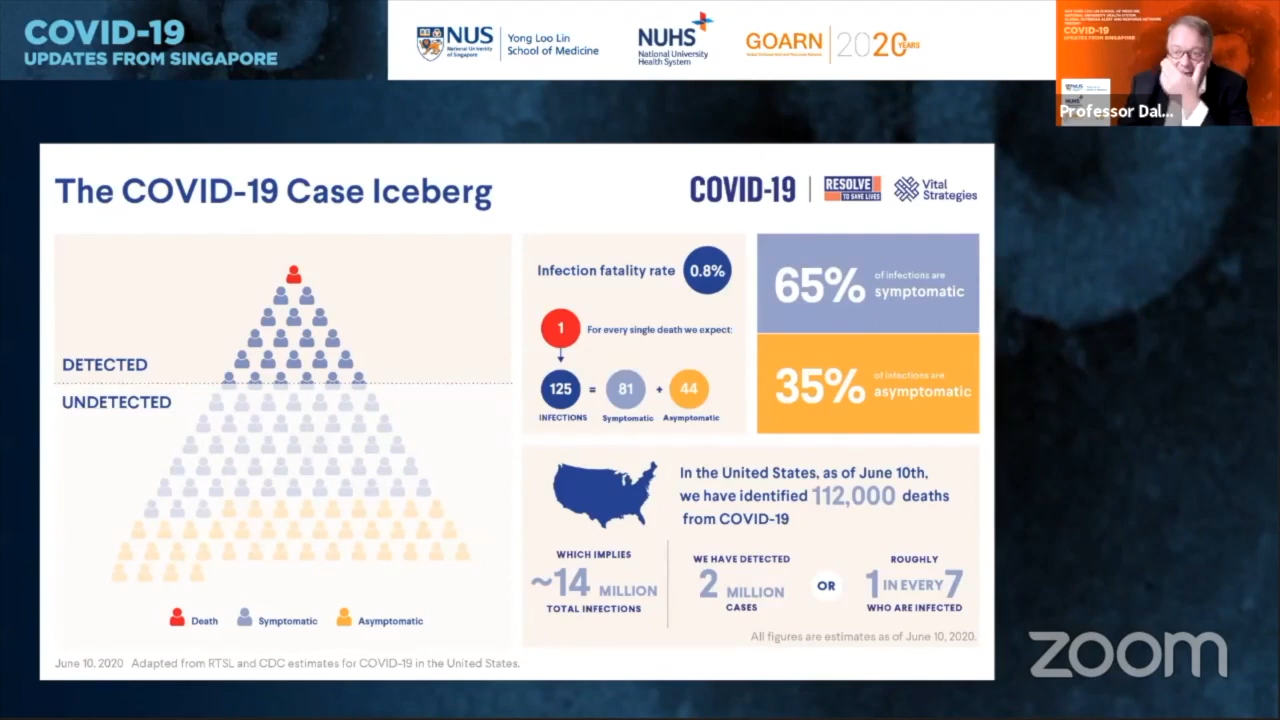 COVID-19
UPDATES FROM SINGAPORE
NUS
National University
of Singapore
Yong Loo Lin
School of Medicine
NUHS
National University
Health System
GOARN
2020 YEARS
COVID-19
UPDATES FROM SINGAPORE
NUS
NUHS
Professor Dal...
The COVID-19 Case Iceberg
COVID-19
RESOLVE
TO SAVE LIVES
Vital
Strategies
DETECTED
UNDETECTED
Death
Symptomatic
Asymptomatic
Infection fatality rate 0.8%
1 For every single death we expect:
125 = 81 + 44
INFECTIONS Symptomatic Asymptomatic
65% of infections are
symptomatic
35% of infections are
asymptomatic
In the United States, as of June 10th,
we have identified 112,000 deaths
from COVID-19
WHICH IMPLIES
~14 MILLION
TOTAL INFECTIONS
WE HAVE DETECTED
2 MILLION
CASES
OR
ROUGHLY
1 IN EVERY 7
WHO ARE INFECTED
All figures are estimates as of June 10, 2020.
June 10, 2020 Adapted from RTSL and CDC estimates for COVID-19 in the United States.
zoom